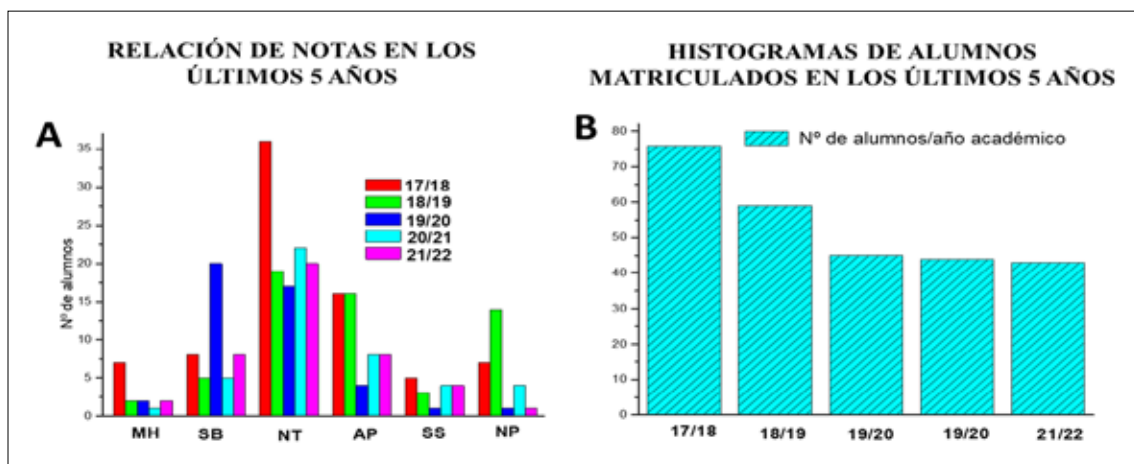 RELACIÓN DE NOTAS EN LOS
ÚLTIMOS 5 AÑOS
A
Nº de alumnos
35
30
25
20
15
10
5
0
17/18
18/19
19/20
20/21
21/22
MH SB NT AP SS NP
HISTOGRAMAS DE ALUMNOS
MATRICULADOS EN LOS ÚLTIMOS 5 AÑOS
B
Nº de alumnos/año académico
80
70
60
50
40
30
20
10
0
17/18 18/19 19/20 19/20 21/22